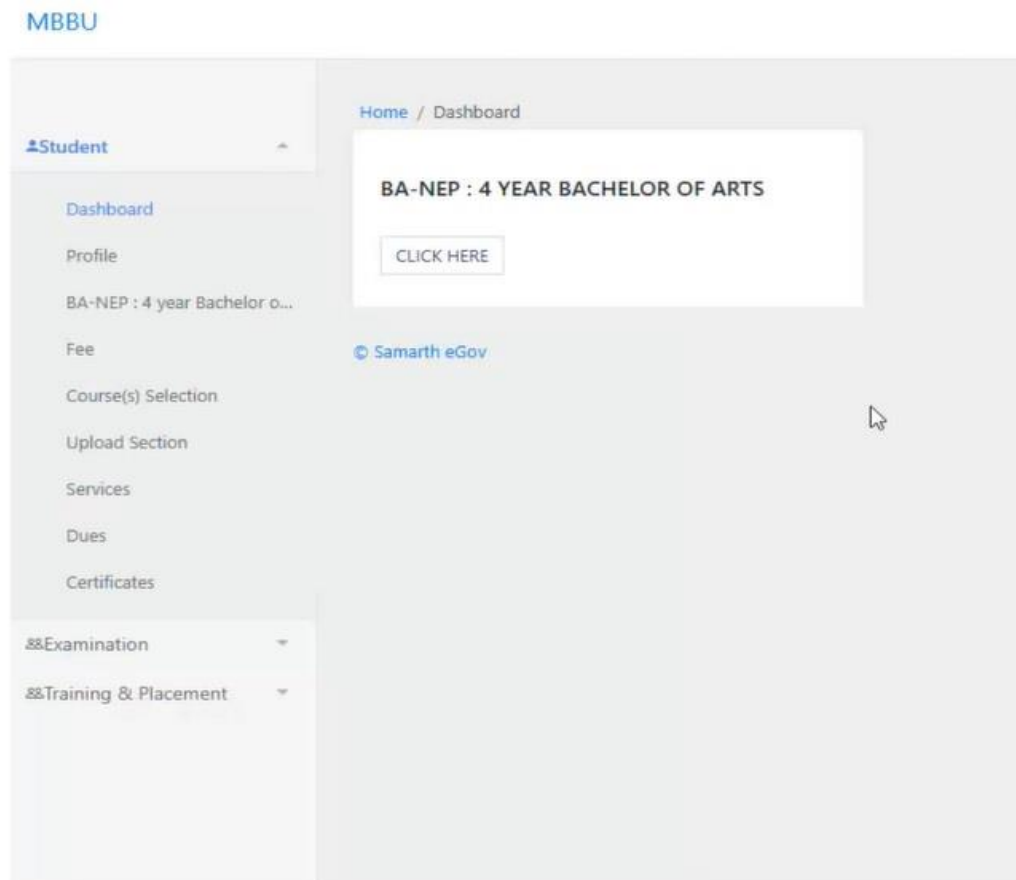 MBBU
Student
Dashboard
Profile
BA-NEP : 4 year Bachelor o...
Fee
Course(s) Selection
Upload Section
Services
Dues
Certificates
Examination
Training & Placement
Home / Dashboard
BA-NEP : 4 YEAR BACHELOR OF ARTS
CLICK HERE
© Samarth eGov